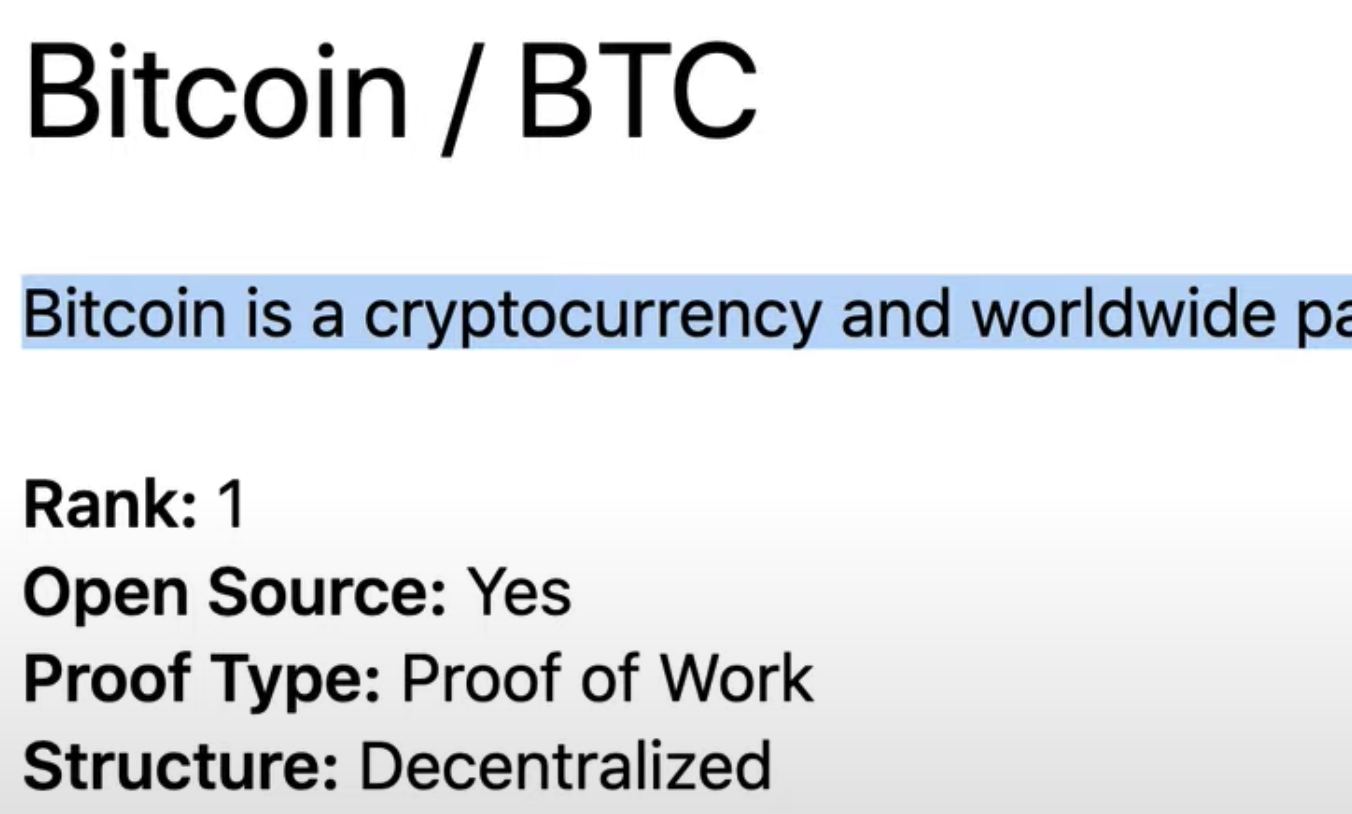 Bitcoin / BTC
Bitcoin is a cryptocurrency and worldwide
Rank: 1
Open Source: Yes
Proof Type: Proof of Work
Structure: Decentralized